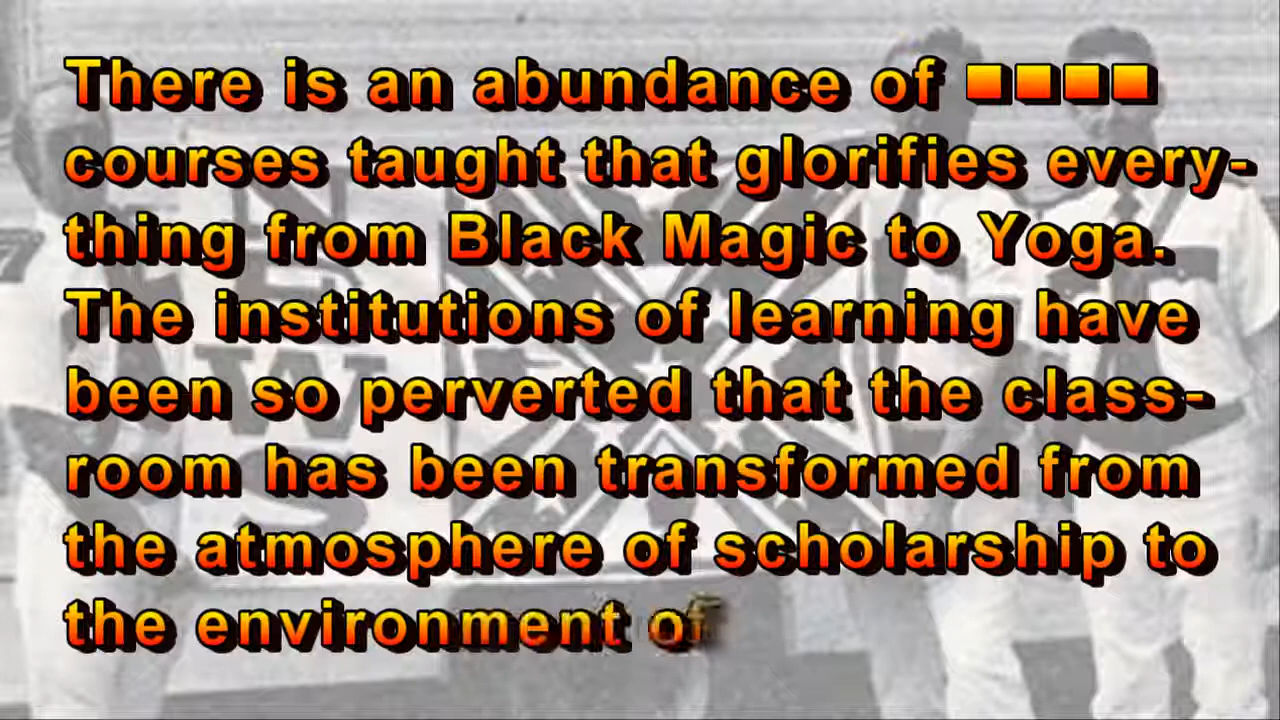 There is an abundance of ■■■■
courses taught that glorifies every-
thing from Black Magic to Yoga.
The institutions of learning have
been so perverted that the class-
room has been transformed from
the atmosphere of scholarship to
the environment of